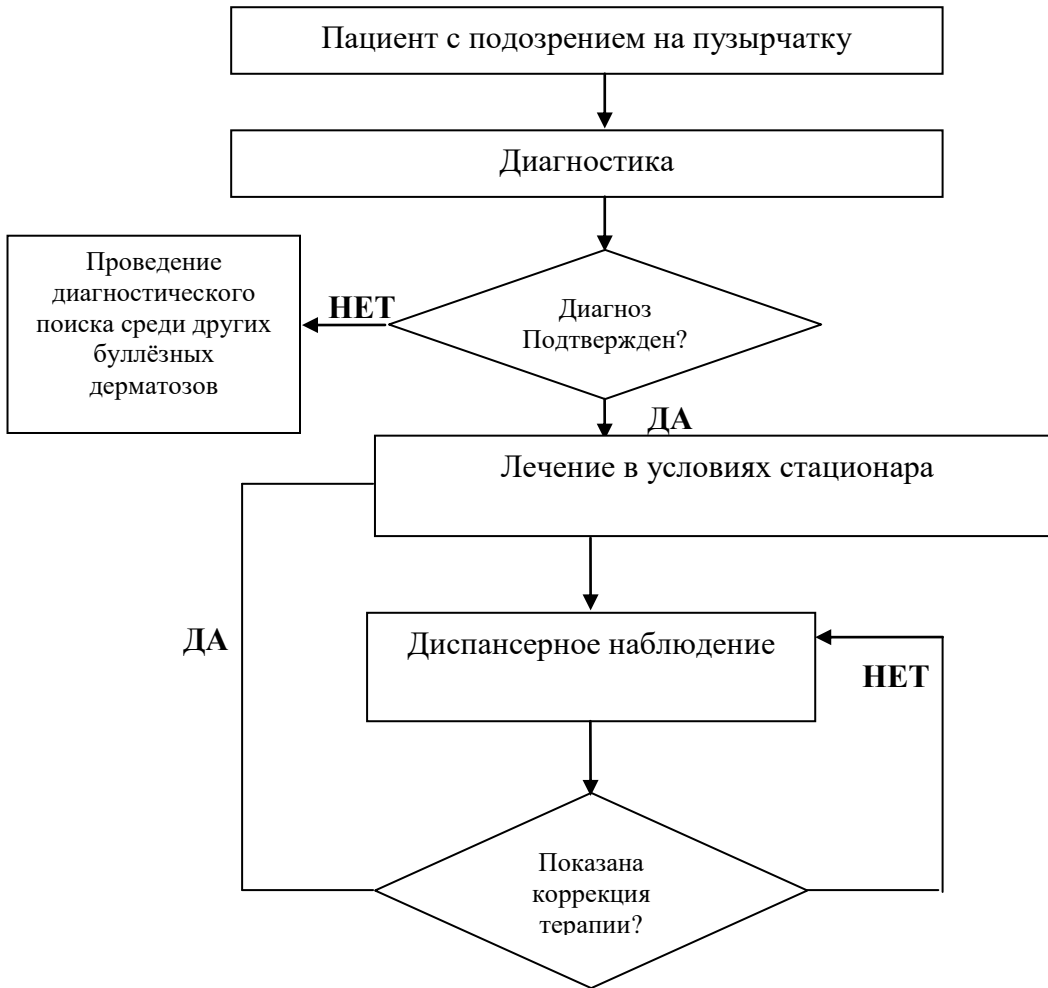 Пациент с подозрением на пузырчатку
Диагностика
Проведение
диагностического
поиска среди других
буллёзных
дерматозов
НЕТ
Диагноз
Подтвержден?
ДА
Лечение в условиях стационара
ДА
Диспансерное наблюдение
НЕТ
Показана
коррекция
терапии?